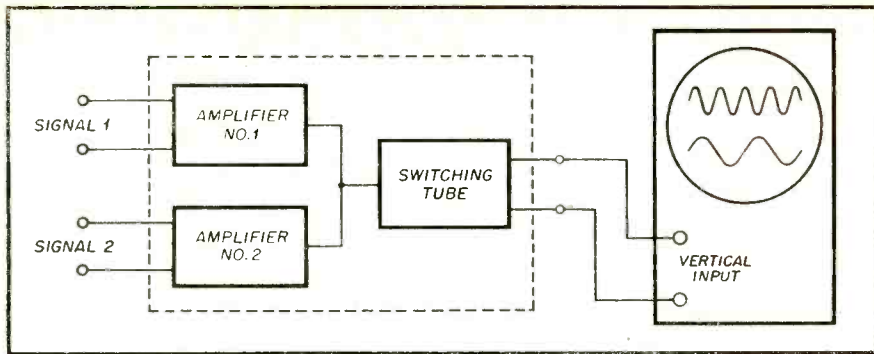 SIGNAL 1
AMPLIFIER
NO.1
SWITCHING
TUBE
SIGNAL 2
AMPLIFIER
NO.2
VERTICAL
INPUT